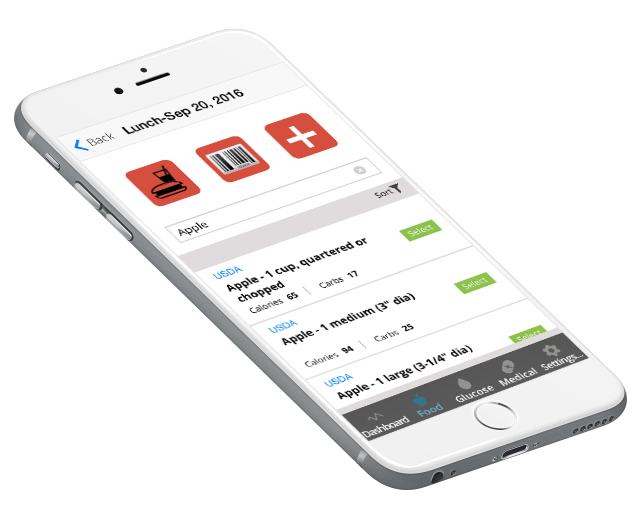 Back Lunch-Sep 20, 2016
Apple
Sort
USDA
Apple - 1 cup, quartered or
chopped
Select
Calories 65 Carbs 17
USDA
Apple - 1 medium (3" dia)
Select
Calories 94 Carbs 25
USDA
Apple - 1 large (3-1/4" dia)
Select
Dashboard Food Glucose Medical Settings...